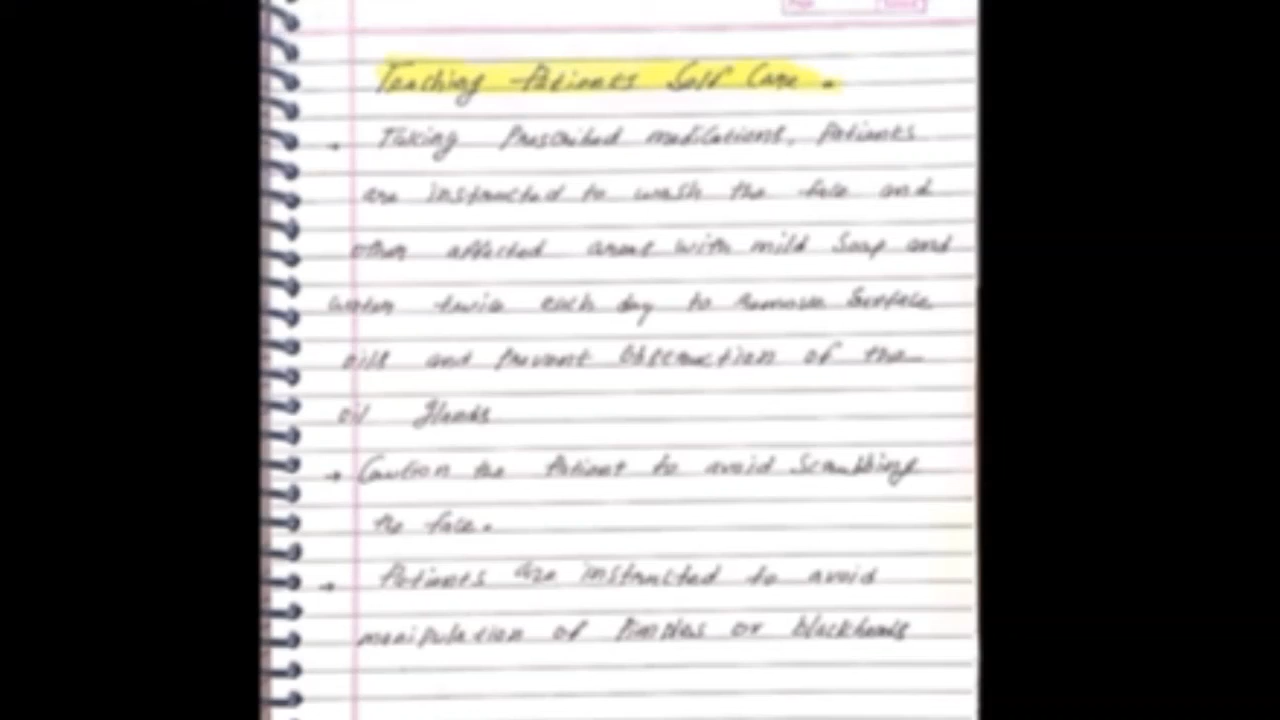 Teaching Patients Self Care.
→ Taking Prescribed medications, Patients
are instructed to wash the face and
other affected areas with mild Soap and
water twice each day to remove Surface
oils and Prevent Obstruction of the
oil glands
→ Caution the Patient to avoid Scrubbing
the face.
→ Patients are instructed to avoid
manipulation of Pimples or blackheads